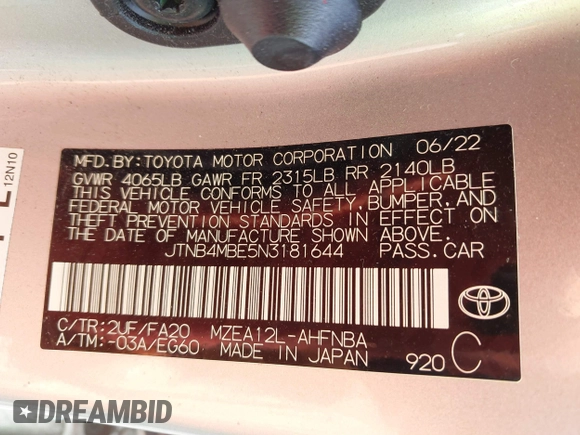 MFD. BY: TOYOTA MOTOR CORPORATION 06/22
GVWR 4065LB GAWR FR 2315LB RR 2140LB
THIS VEHICLE CONFORMS TO ALL APPLICABLE
FEDERAL MOTOR VEHICLE SAFETY, BUMPER, AND
THEFT PREVENTION STANDARDS IN EFFECT ON
THE DATE OF MANUFACTURE SHOWN ABOVE.
JTNB4MBE5N3181644 PASS. CAR
C/TR: 2UF/FA20 MZEA12L-AHFNBA
A/TM: -03A/EG60 MADE IN JAPAN 920 C
12N10
DREAMBID